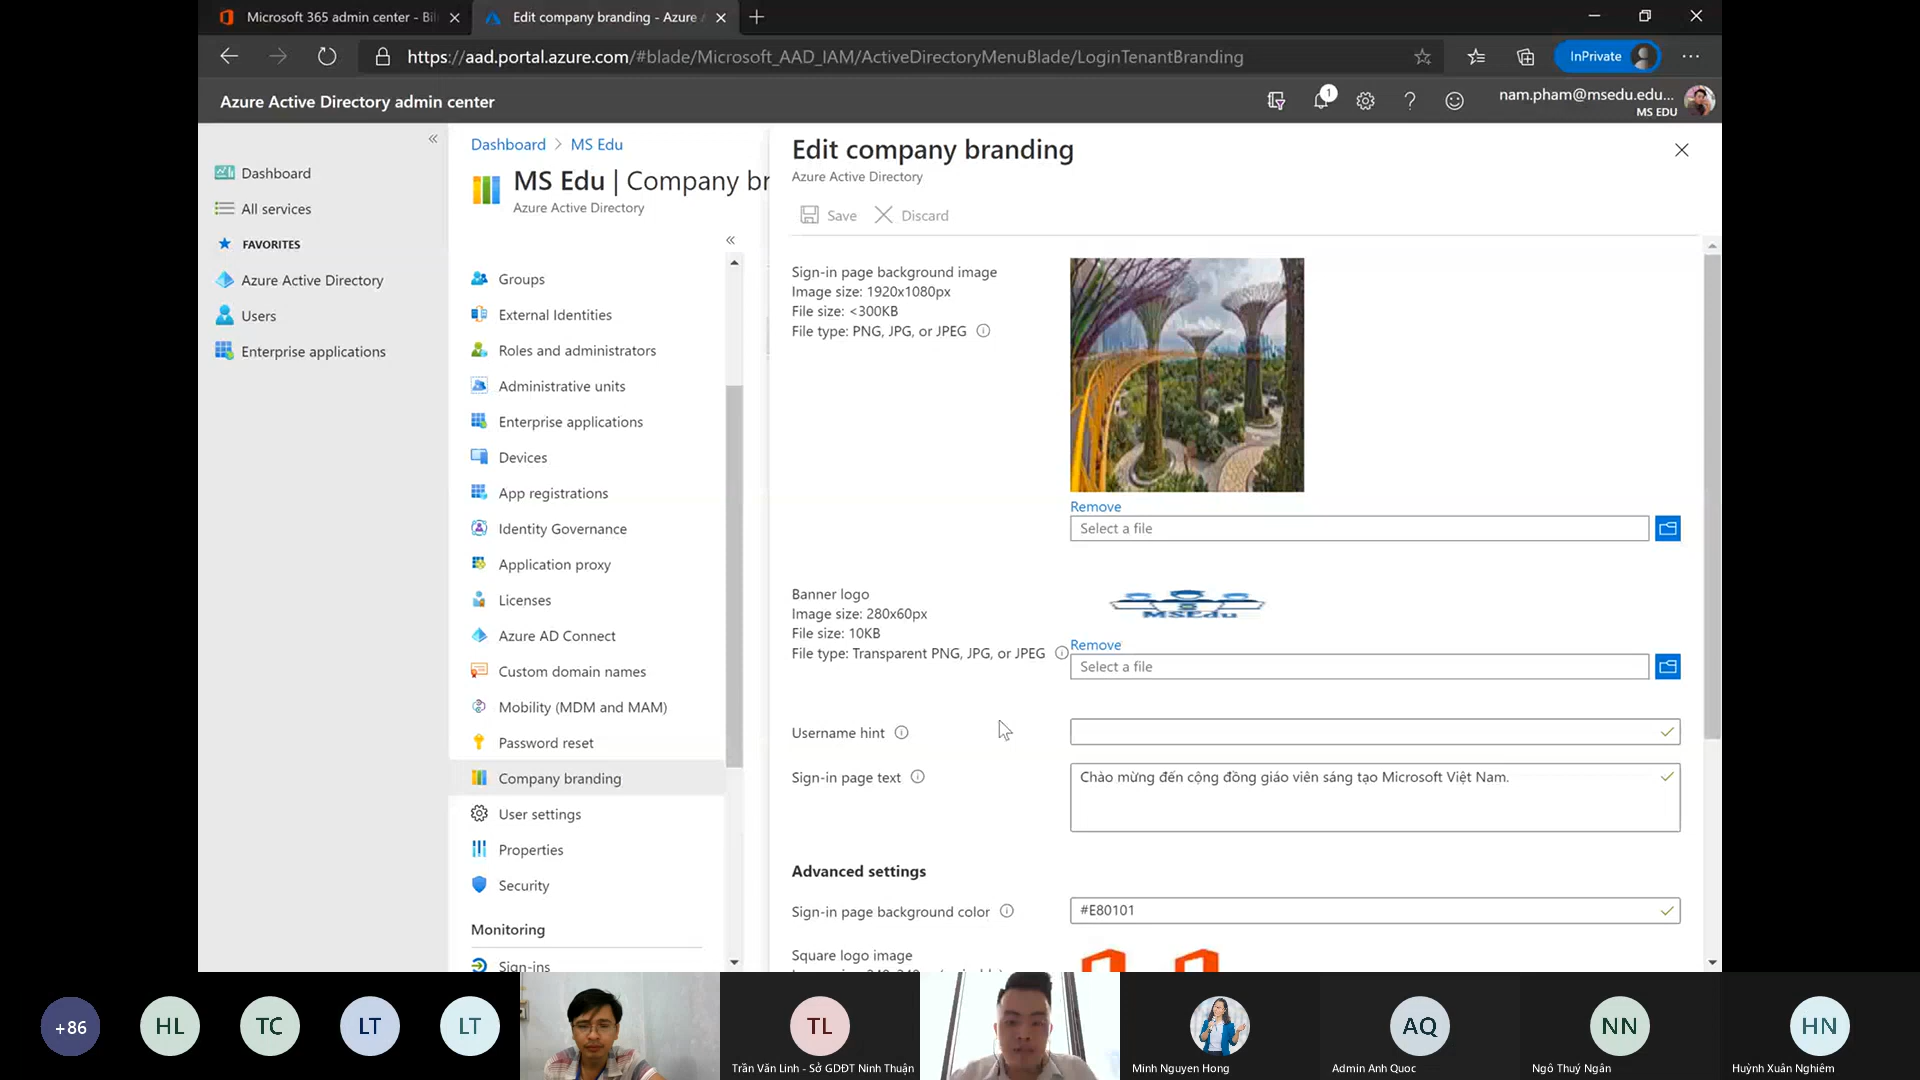 Microsoft 365 admin center - Bil
Edit company branding - Azure A
https://aad.portal.azure.com/#blade/Microsoft_AAD_IAM/ActiveDirectoryMenuBlade/LoginTenantBranding
InPrivate
Azure Active Directory admin center
1
nam.pham@msedu.edu...
MS EDU
Dashboard
All services
FAVORITES
Azure Active Directory
Users
Enterprise applications
Dashboard > MS Edu
MS Edu | Company br
Azure Active Directory
Groups
External Identities
Roles and administrators
Administrative units
Enterprise applications
Devices
App registrations
Identity Governance
Application proxy
Licenses
Azure AD Connect
Custom domain names
Mobility (MDM and MAM)
Password reset
Company branding
User settings
Properties
Security
Monitoring
Sign-ins
Edit company branding
Azure Active Directory
Save
Discard
Sign-in page background image
Image size: 1920x1080px
File size: <300KB
File type: PNG, JPG, or JPEG
Remove
Select a file
Banner logo
Image size: 280x60px
File size: 10KB
File type: Transparent PNG, JPG, or JPEG
MSEdu
Remove
Select a file
Username hint
Sign-in page text
Chào mừng đến cộng đồng giáo viên sáng tạo Microsoft Việt Nam.
Advanced settings
Sign-in page background color
#E80101
Square logo image
+86
HL
TC
LT
LT
TL
Trần Văn Linh - Sở GDĐT Ninh Thuận
Minh Nguyen Hong
AQ
Admin Anh Quoc
NN
Ngô Thuý Ngân
HN
Huỳnh Xuân Nghiêm